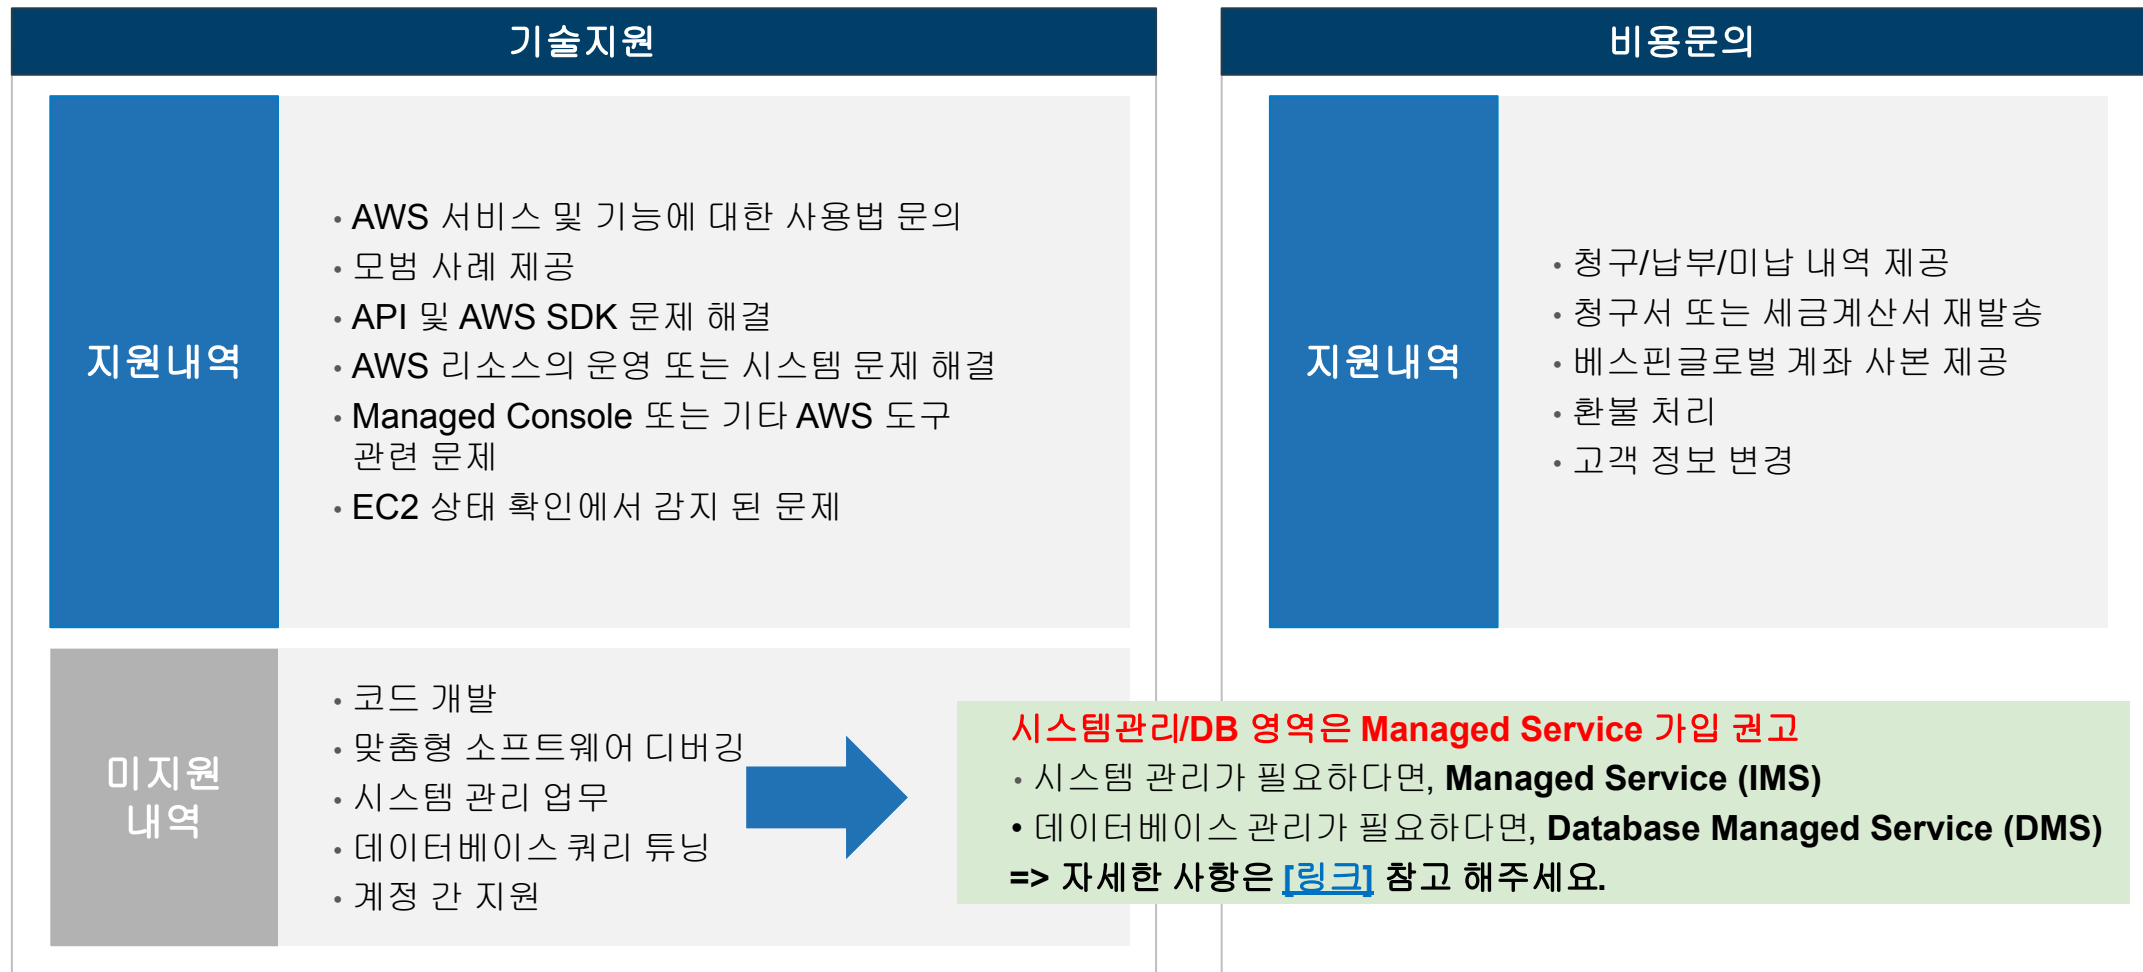 기술지원
지원내역
• AWS 서비스 및 기능에 대한 사용법 문의
• 모범 사례 제공
• API 및 AWS SDK 문제 해결
• AWS 리소스의 운영 또는 시스템 문제 해결
• Managed Console 또는 기타 AWS 도구
관련 문제
• EC2 상태 확인에서 감지 된 문제
미지원
내역
• 코드 개발
• 맞춤형 소프트웨어 디버깅
• 시스템 관리 업무
• 데이터베이스 쿼리 튜닝
• 계정 간 지원
비용문의
지원내역
• 청구/납부/미납 내역 제공
• 청구서 또는 세금계산서 재발송
• 베스핀글로벌 계좌 사본 제공
• 환불 처리
• 고객 정보 변경
시스템관리/DB 영역은 Managed Service 가입 권고
• 시스템 관리가 필요하다면, Managed Service (IMS)
• 데이터베이스 관리가 필요하다면, Database Managed Service (DMS)
=> 자세한 사항은 [링크] 참고 해주세요.